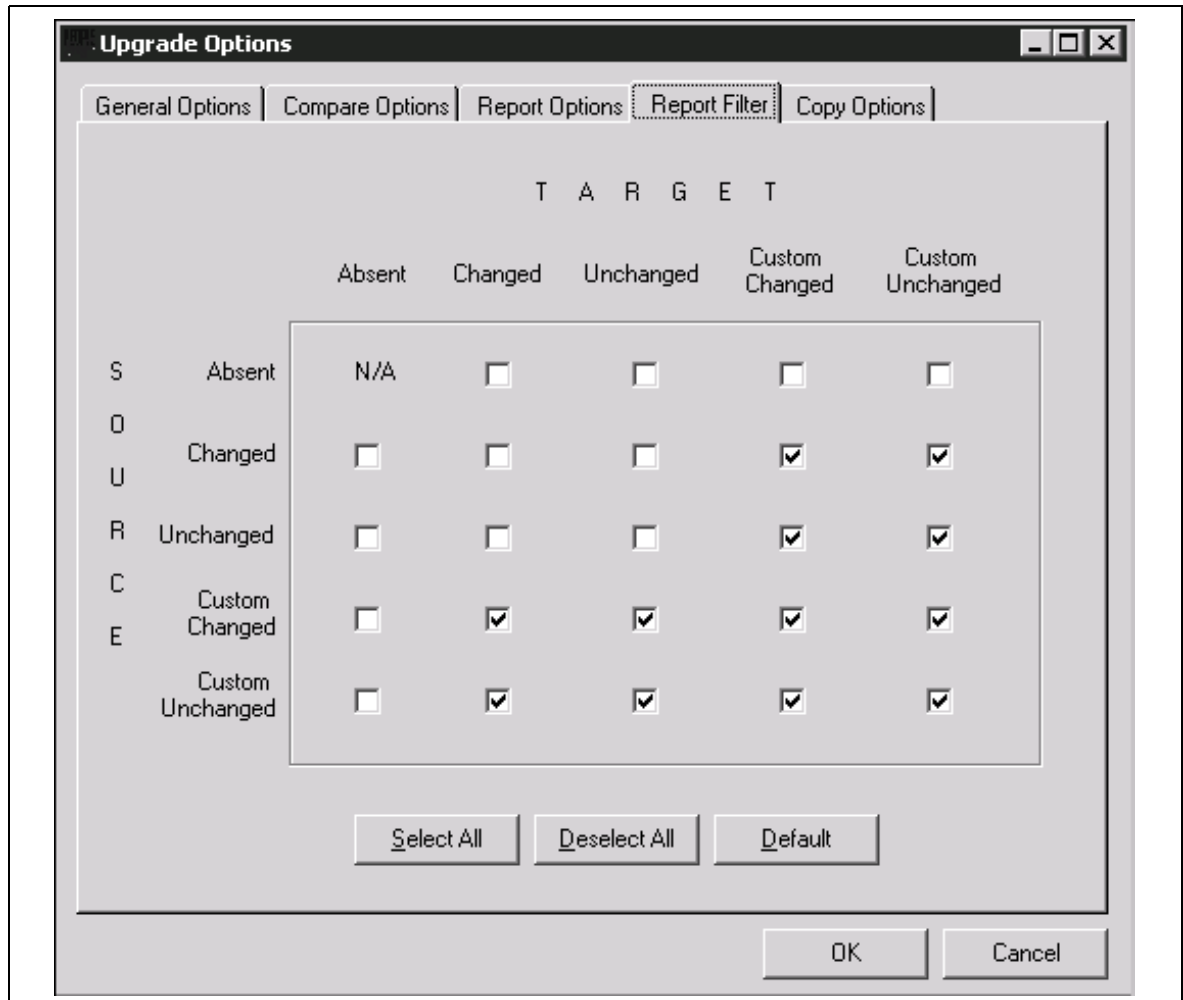 Upgrade Options
General Options
Compare Options
Report Options
Report Filter
Copy Options
T A R G E T
Absent
Changed
Unchanged
Custom
Changed
Custom
Unchanged
S O U R C E
Absent
N/A
Changed
Unchanged
Custom
Changed
Custom
Unchanged
Select All
Deselect All
Default
OK
Cancel